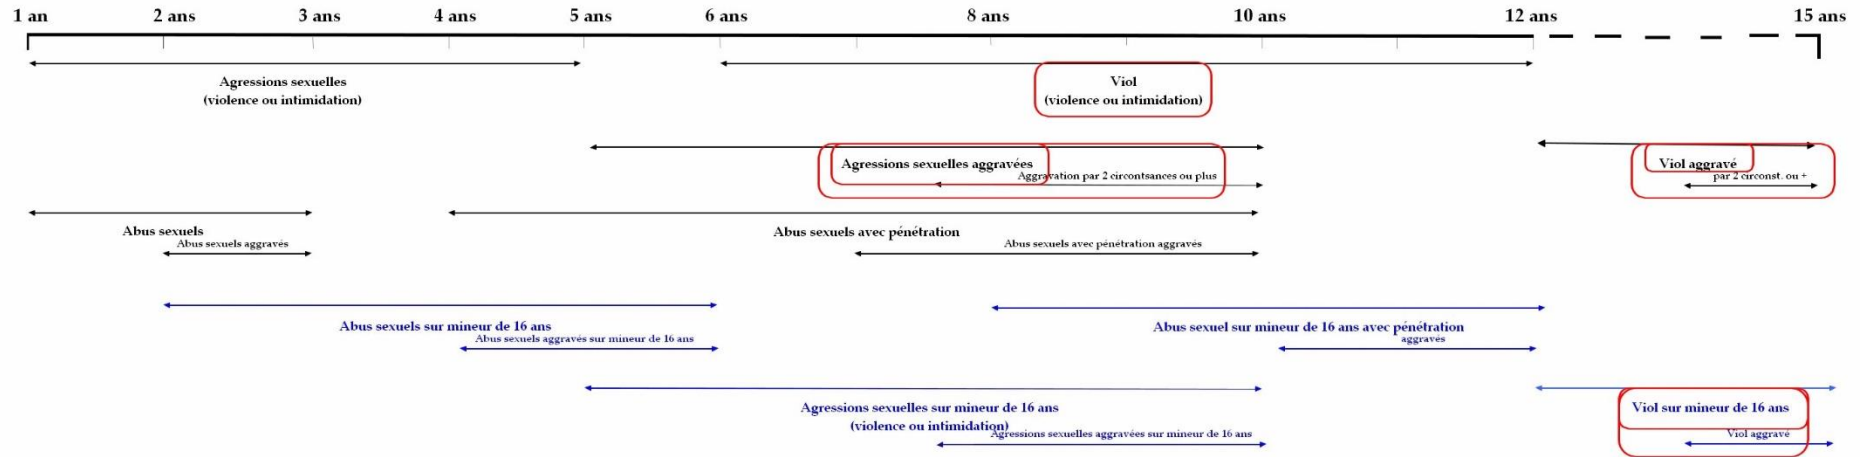 1 an 2 ans 3 ans 4 ans 5 ans 6 ans 8 ans 10 ans 12 ans 15 ans
Agressions sexuelles
(violence ou intimidation)
Viol
(violence ou intimidation)
Agressions sexuelles aggravées
Aggravation par 2 circontsances ou plus
Viol aggravé
par 2 circonst. ou +
Abus sexuels
Abus sexuels aggravés
Abus sexuels avec pénétration
Abus sexuels avec pénétration aggravés
Abus sexuels sur mineur de 16 ans
Abus sexuels aggravés sur mineur de 16 ans
Abus sexuel sur mineur de 16 ans avec pénétration
aggravés
Agressions sexuelles sur mineur de 16 ans
(violence ou intimidation)
Agressions sexuelles aggravées sur mineur de 16 ans
Viol sur mineur de 16 ans
Viol aggravé